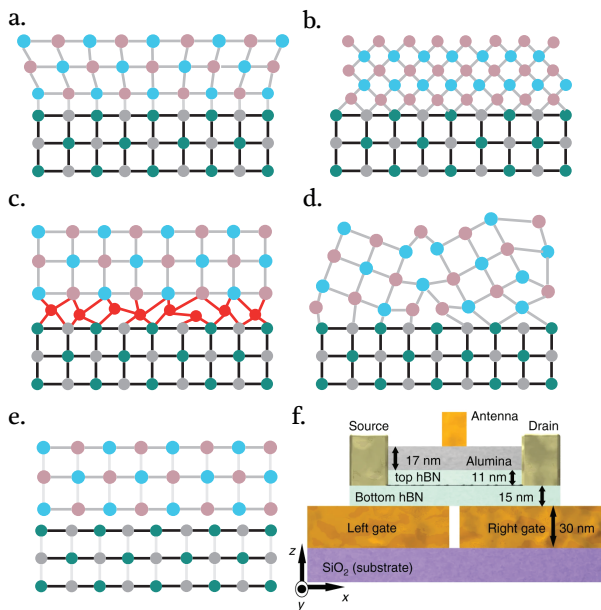 a.
b.
c.
d.
e.
f.
Antenna
Source
Drain
17 nm
Alumina
top hBN
11 nm
Bottom hBN
15 nm
Left gate
Right gate
30 nm
z
SiO₂ (substrate)
y
x